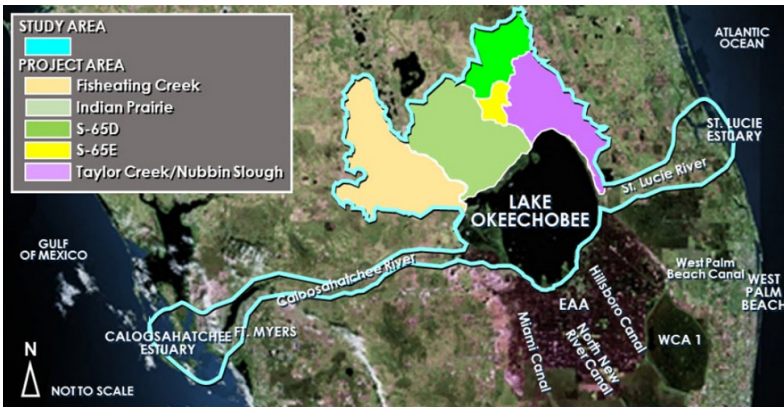 STUDY AREA
PROJECT AREA
Fisheating Creek
Indian Prairie
S-65D
S-65E
Taylor Creek/Nubbin Slough
ATLANTIC
OCEAN
ST. LUCIE
ESTUARY
St. Lucie River
LAKE
OKEECHOBEE
GULF
OF MEXICO
Caloosahatchee River
West Palm
Beach Canal
WEST
PALM
BEACH
Hillsboro Canal
EAA
CALOOSAHATCHEE
ESTUARY
FT. MYERS
Miami Canal
North New
River Canal
WCA 1
N
NOT TO SCALE